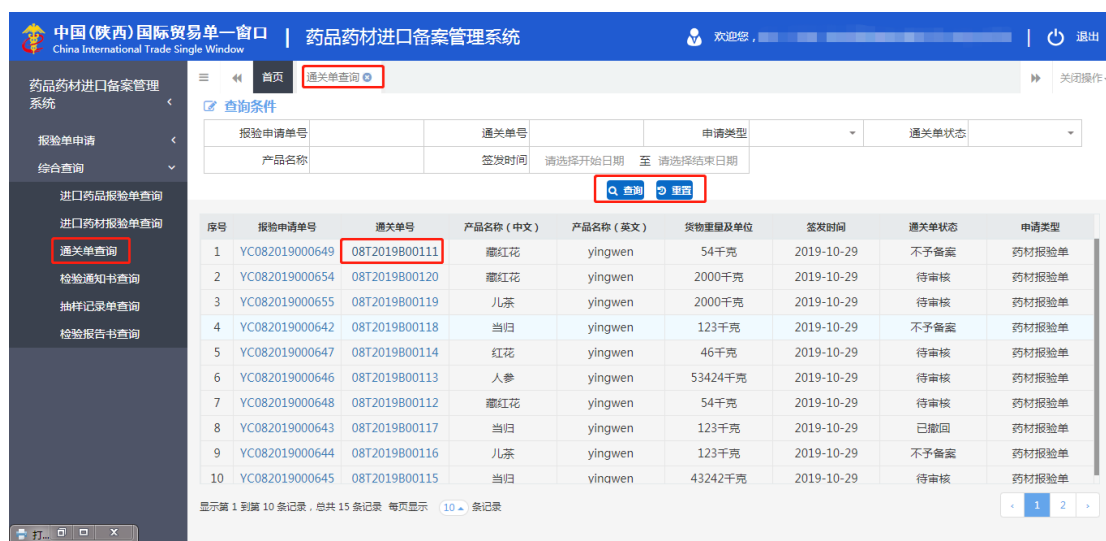 中国(陕西)国际贸易单一窗口 | 药品药材进口备案管理系统 欢迎您， | 退出
China International Trade Single Window
药品药材进口备案管理系统
报验单申请
综合查询
进口药品报验单查询
进口药材报验单查询
通关单查询
检验通知书查询
抽样记录单查询
检验报告书查询
首页 通关单查询 关闭操作
查询条件
报验申请单号 通关单号 申请类型 通关单状态
产品名称 签发时间 请选择开始日期 至 请选择结束日期
查询 重置
序号 报验申请单号 通关单号 产品名称（中文） 产品名称（英文） 货物重量及单位 签发时间 通关单状态 申请类型
1 YC082019000649 08T2019B00111 藏红花 yingwen 54千克 2019-10-29 不予备案 药材报验单
2 YC082019000654 08T2019B00120 藏红花 yingwen 2000千克 2019-10-29 待审核 药材报验单
3 YC082019000655 08T2019B00119 儿茶 yingwen 2000千克 2019-10-29 待审核 药材报验单
4 YC082019000642 08T2019B00118 当归 yingwen 123千克 2019-10-29 不予备案 药材报验单
5 YC082019000647 08T2019B00114 红花 yingwen 46千克 2019-10-29 待审核 药材报验单
6 YC082019000646 08T2019B00113 人参 yingwen 53424千克 2019-10-29 待审核 药材报验单
7 YC082019000648 08T2019B00112 藏红花 yingwen 54千克 2019-10-29 待审核 药材报验单
8 YC082019000643 08T2019B00117 当归 yingwen 123千克 2019-10-29 已撤回 药材报验单
9 YC082019000644 08T2019B00116 儿茶 yingwen 123千克 2019-10-29 不予备案 药材报验单
10 YC082019000645 08T2019B00115 当归 yingwen 43242千克 2019-10-29 待审核 药材报验单
显示第 1 到第 10 条记录，总共 15 条记录 每页显示 10 条记录
‹ 1 2 ›
打...